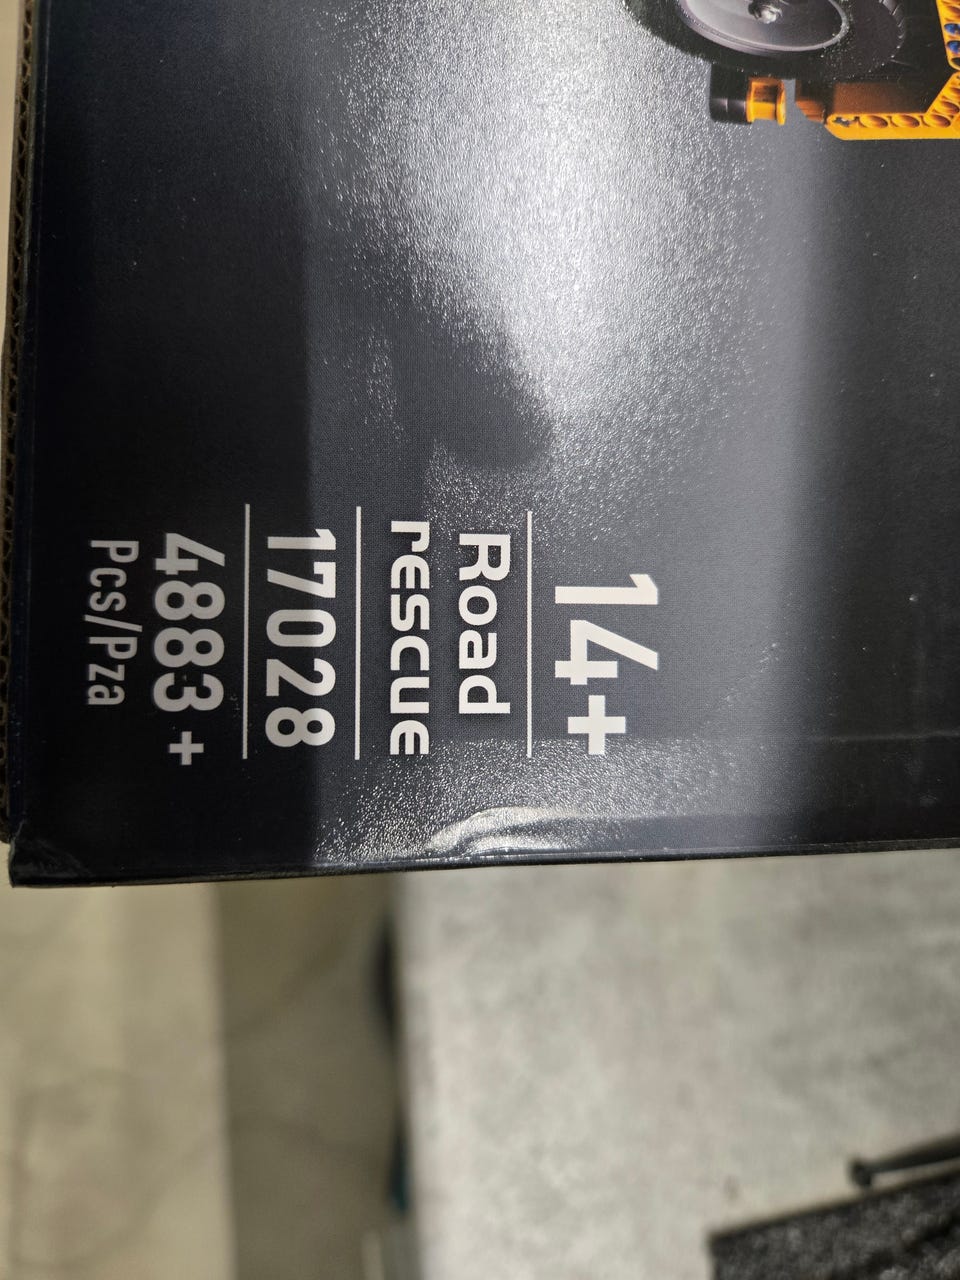 14+
Road
rescue
17028
4883 +
Pcs/Pza